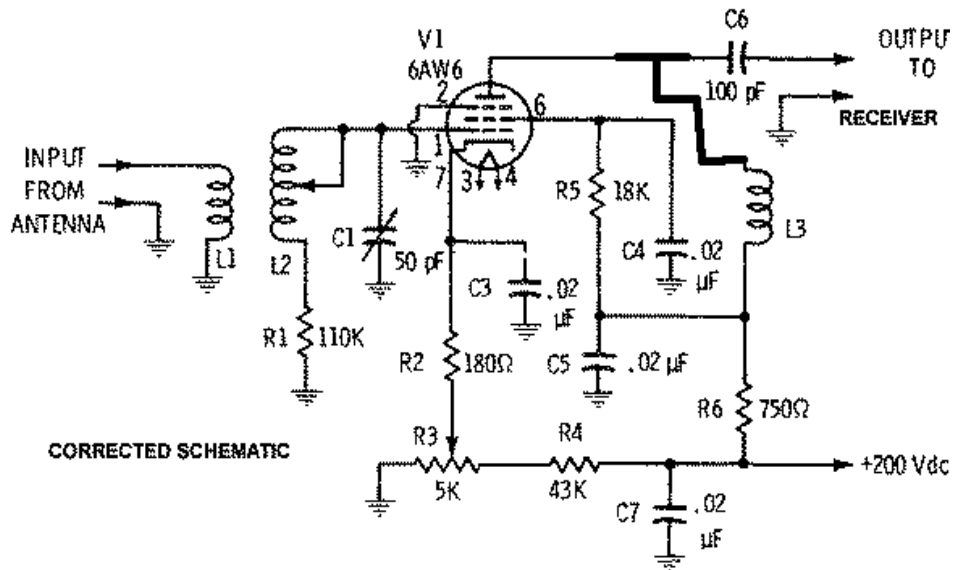 C6
V1
OUTPUT
6AW6
TO
2
6
100 pF
RECEIVER
1
INPUT
7
3
4
R5
18K
FROM
L3
ANTENNA
C1
C4
.02
L1
L2
50 pF
µF
C3
.02
µF
R1
110K
R2
180Ω
C5
.02 µF
R6
750Ω
CORRECTED SCHEMATIC
R3
R4
+200 Vdc
5K
43K
C7
.02
µF